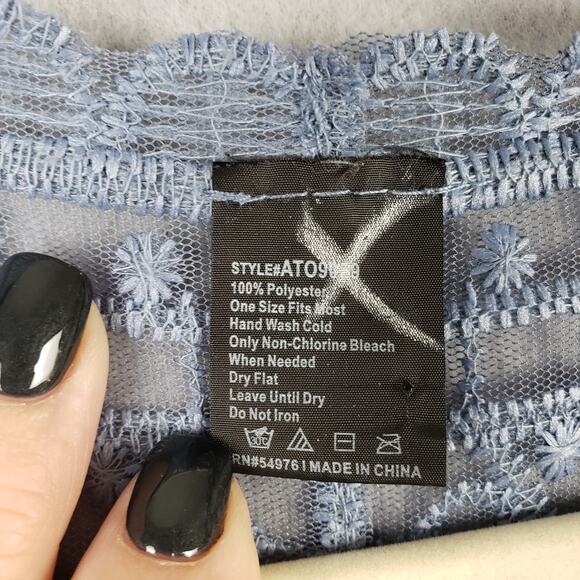 100% Polyester
One Size Fits Most
Hand Wash Cold
Only Non-Chlorine Bleach
When Needed
Dry Flat
Leave Until Dry
Do Not Iron
30°C
RN#54976 | MADE IN CHINA